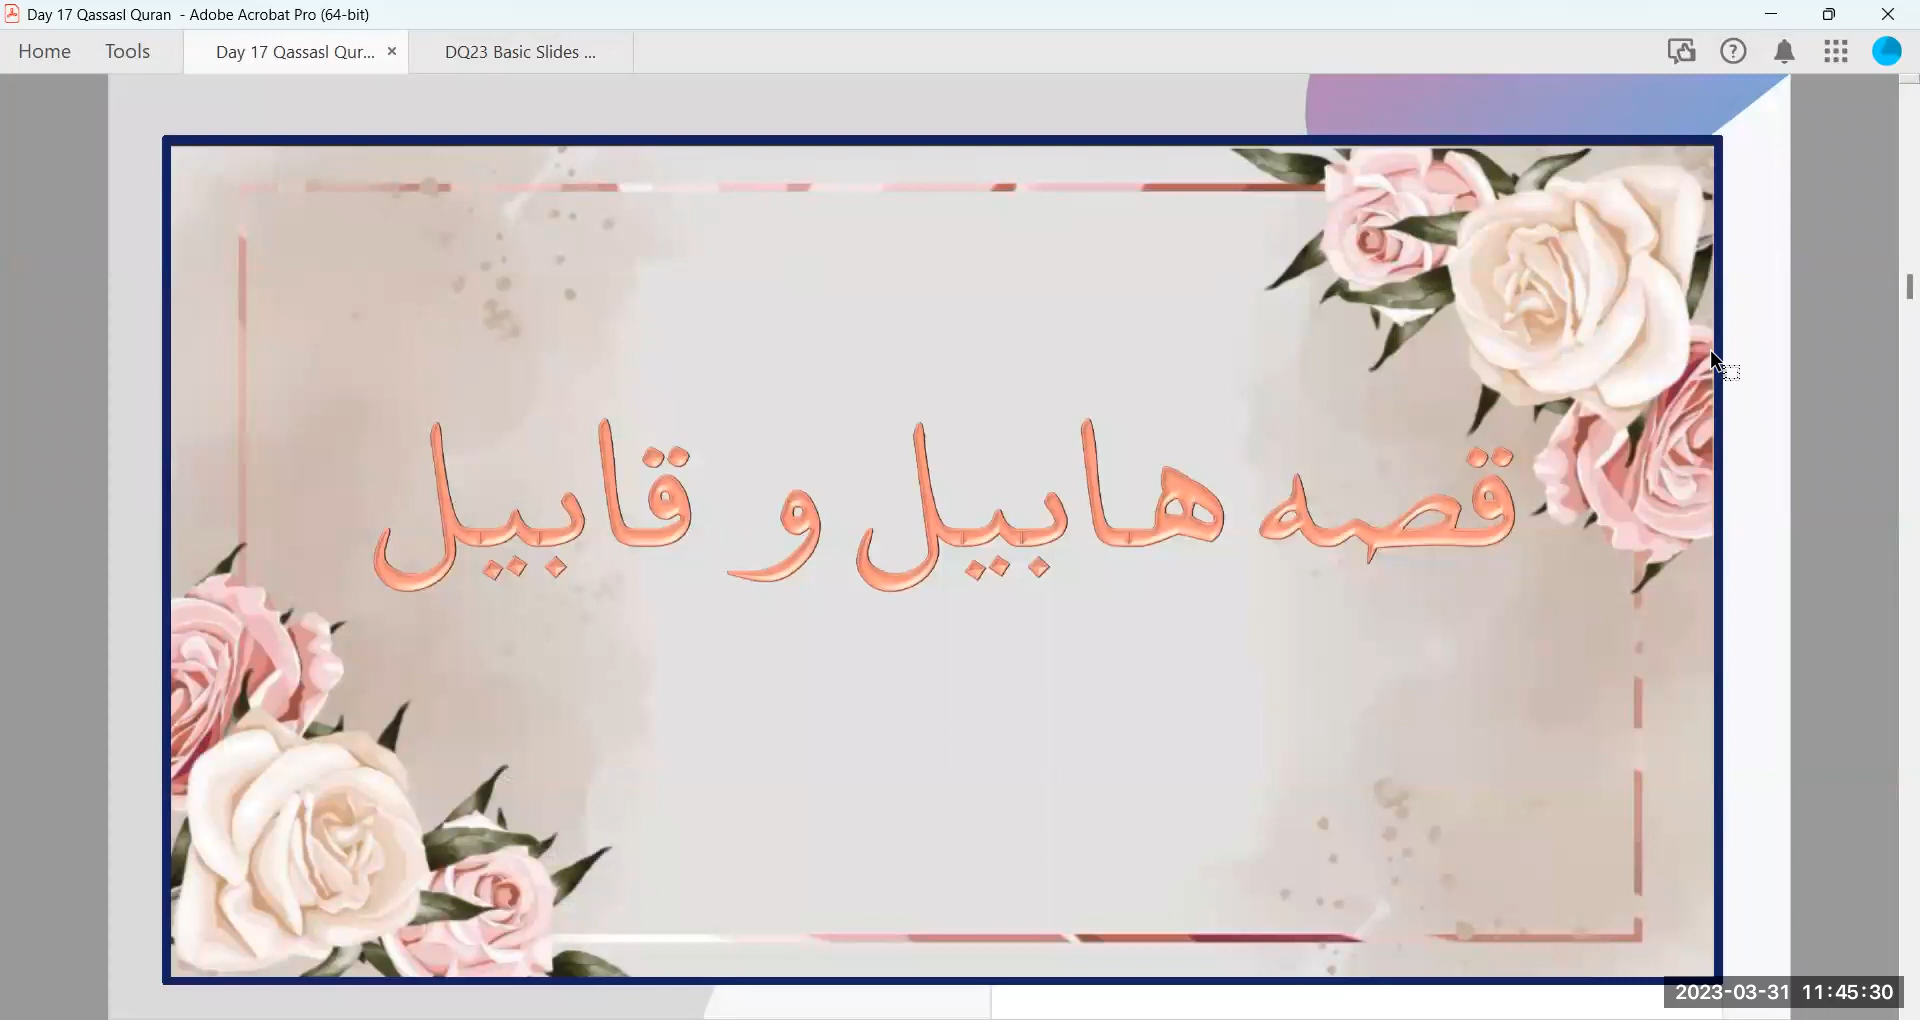 Day 17 Qassasl Quran - Adobe Acrobat Pro (64-bit)
Home Tools Day 17 Qassasl Qur... DQ23 Basic Slides ...
قصه هابيل و قابيل
2023-03-31 11:45:30